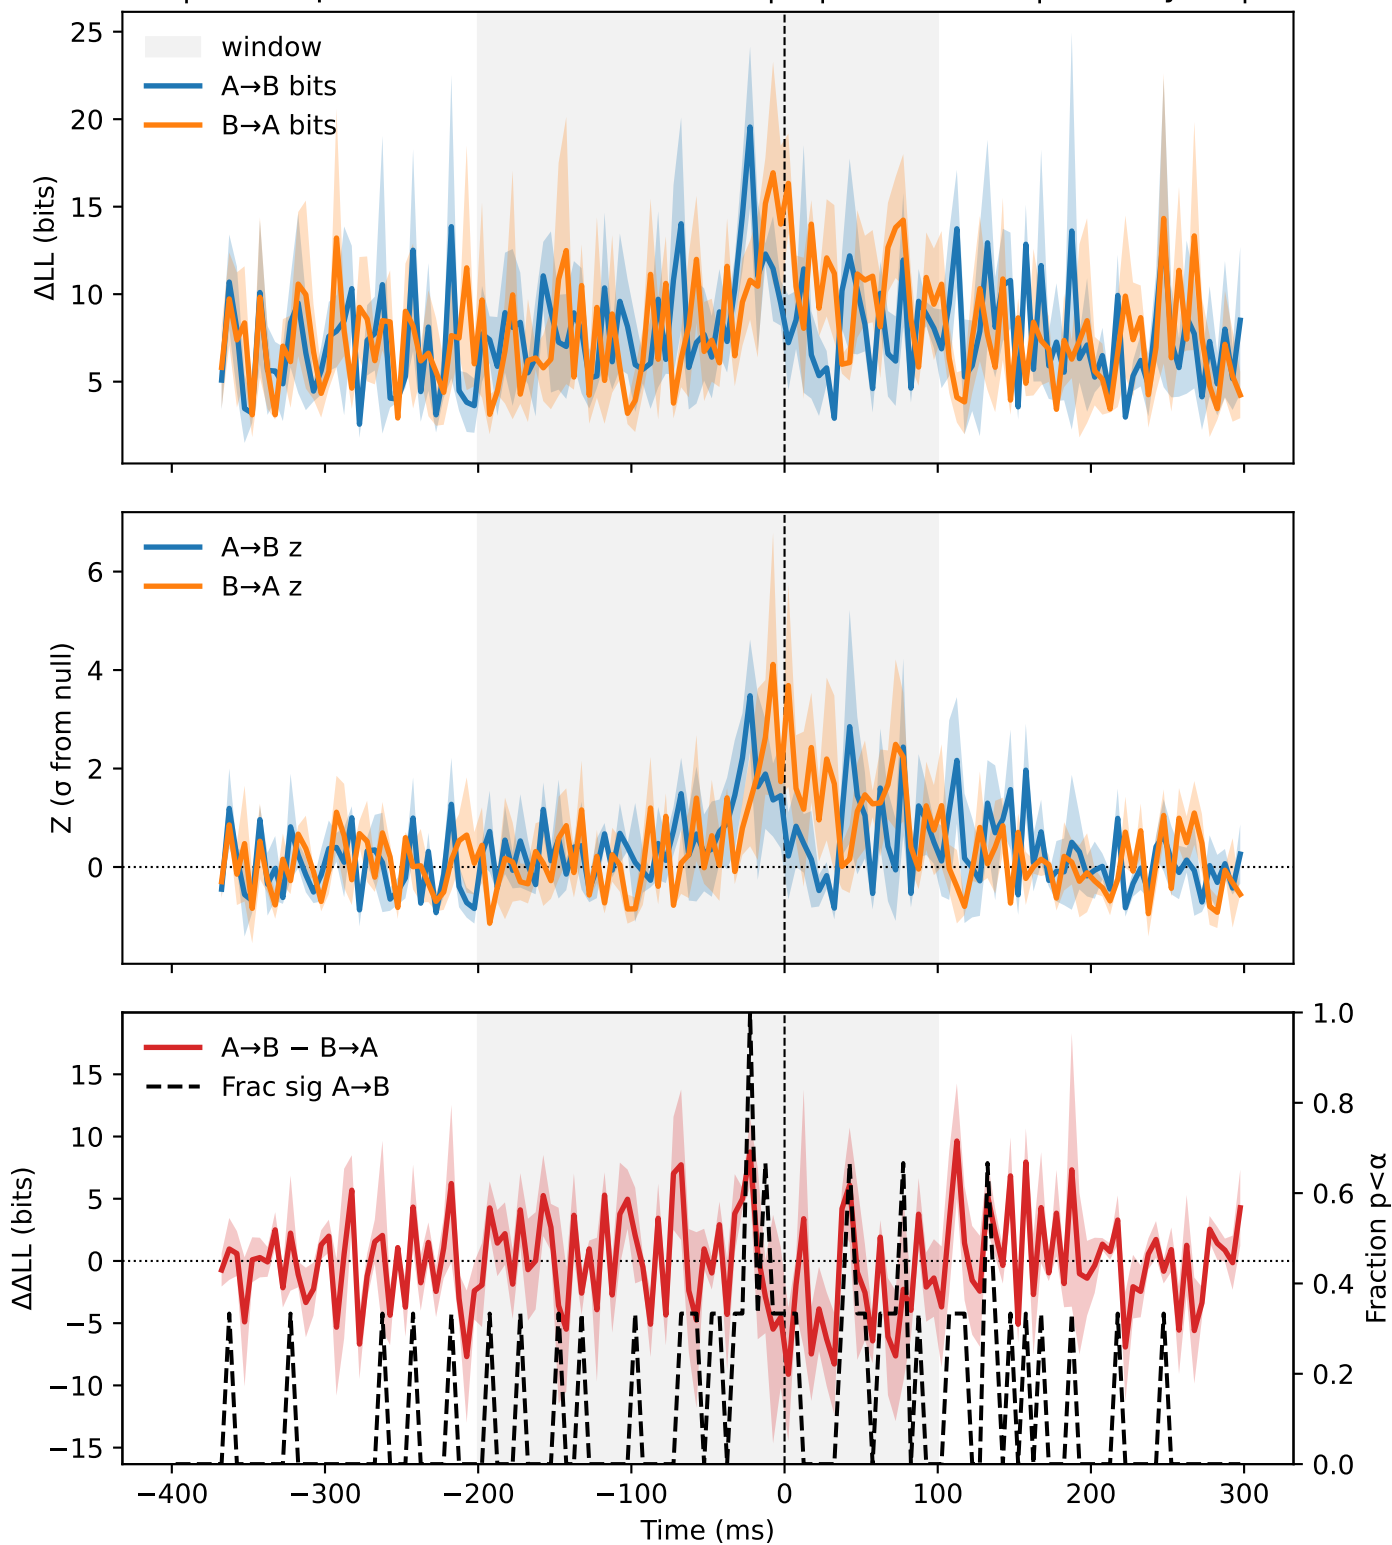 25
20
15
10
5
ΔLL (bits)
window
A→B bits
B→A bits
6
4
2
0
Z (σ from null)
A→B z
B→A z
15
10
5
0
−5
−10
−15
ΔΔLL (bits)
A→B − B→A
Frac sig A→B
1.0
0.8
0.6
0.4
0.2
0.0
Fraction p<α
−400 −300 −200 −100 0 100 200 300
Time (ms)